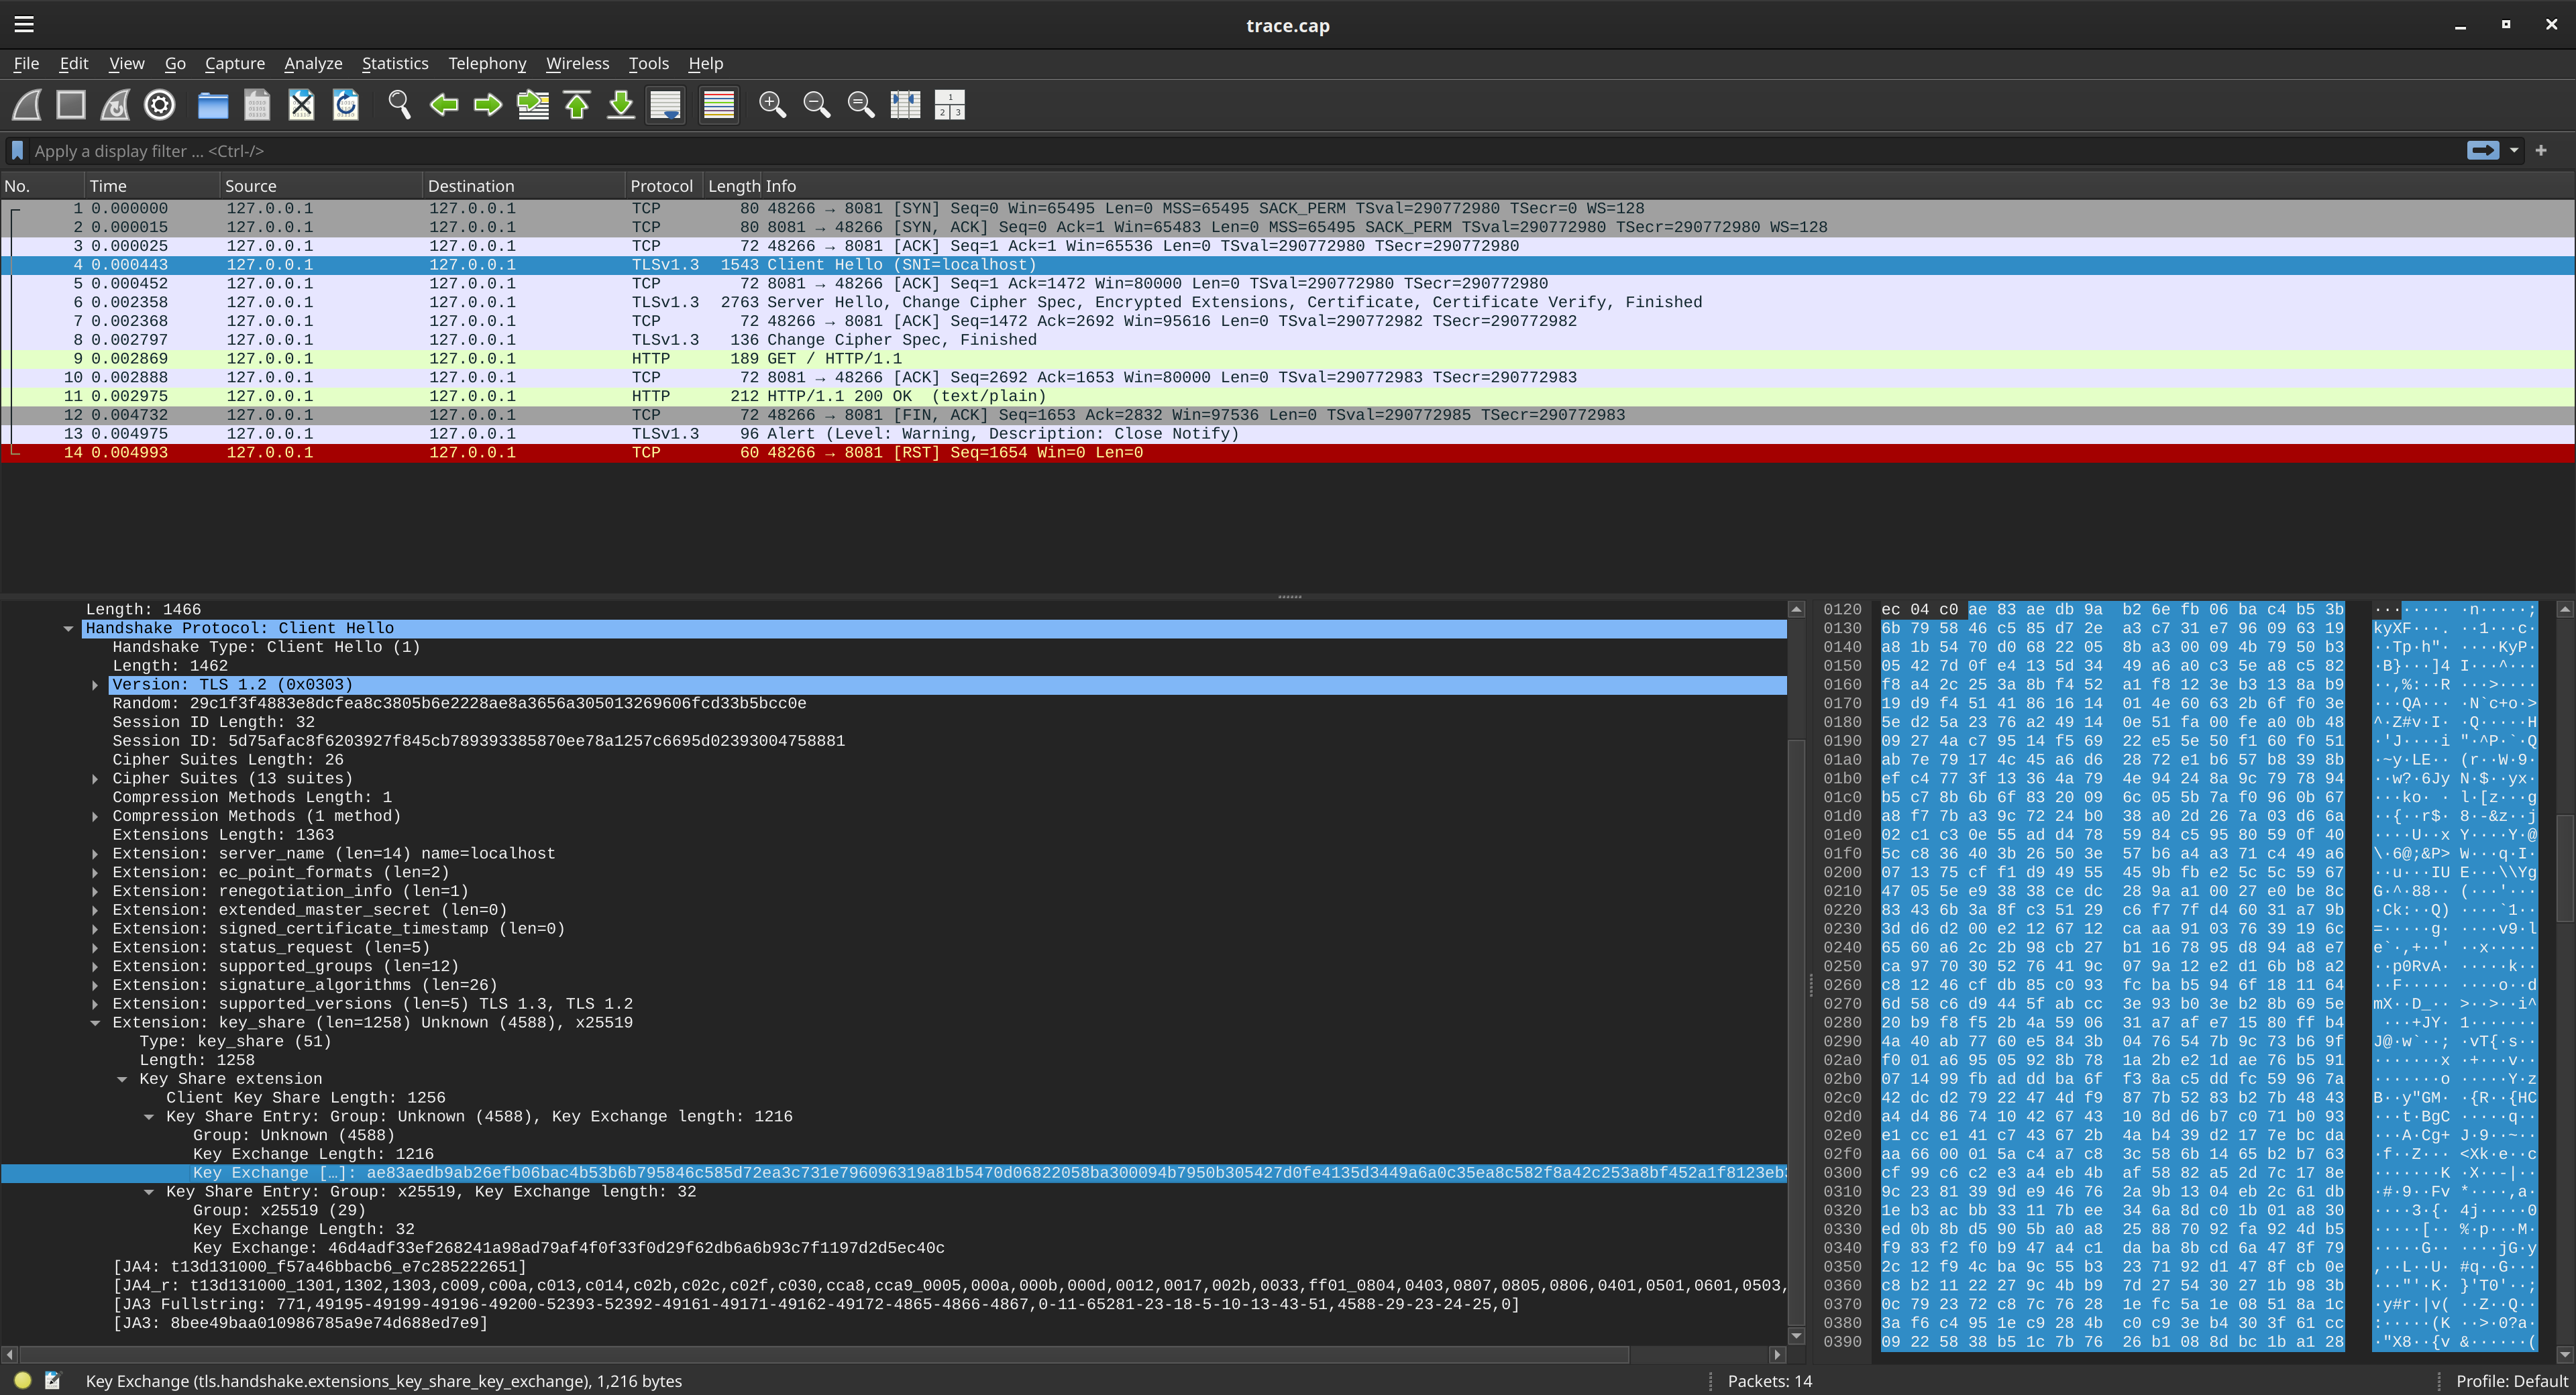 trace.cap
File Edit View Go Capture Analyze Statistics Telephony Wireless Tools Help
Apply a display filter ... <Ctrl-/>
No. Time Source Destination Protocol Length Info
1 0.000000 127.0.0.1 127.0.0.1 TCP 80 48266 → 8081 [SYN] Seq=0 Win=65495 Len=0 MSS=65495 SACK_PERM TSval=290772980 TSecr=0 WS=128
2 0.000015 127.0.0.1 127.0.0.1 TCP 80 8081 → 48266 [SYN, ACK] Seq=0 Ack=1 Win=65483 Len=0 MSS=65495 SACK_PERM TSval=290772980 TSecr=290772980 WS=128
3 0.000025 127.0.0.1 127.0.0.1 TCP 72 48266 → 8081 [ACK] Seq=1 Ack=1 Win=65536 Len=0 TSval=290772980 TSecr=290772980
4 0.000443 127.0.0.1 127.0.0.1 TLSv1.3 1543 Client Hello (SNI=localhost)
5 0.000452 127.0.0.1 127.0.0.1 TCP 72 8081 → 48266 [ACK] Seq=1 Ack=1472 Win=80000 Len=0 TSval=290772980 TSecr=290772980
6 0.002358 127.0.0.1 127.0.0.1 TLSv1.3 2763 Server Hello, Change Cipher Spec, Encrypted Extensions, Certificate, Certificate Verify, Finished
7 0.002368 127.0.0.1 127.0.0.1 TCP 72 48266 → 8081 [ACK] Seq=1472 Ack=2692 Win=95616 Len=0 TSval=290772982 TSecr=290772982
8 0.002797 127.0.0.1 127.0.0.1 TLSv1.3 136 Change Cipher Spec, Finished
9 0.002869 127.0.0.1 127.0.0.1 HTTP 189 GET / HTTP/1.1
10 0.002888 127.0.0.1 127.0.0.1 TCP 72 8081 → 48266 [ACK] Seq=2692 Ack=1653 Win=80000 Len=0 TSval=290772983 TSecr=290772983
11 0.002975 127.0.0.1 127.0.0.1 HTTP 212 HTTP/1.1 200 OK (text/plain)
12 0.004732 127.0.0.1 127.0.0.1 TCP 72 48266 → 8081 [FIN, ACK] Seq=1653 Ack=2832 Win=97536 Len=0 TSval=290772985 TSecr=290772983
13 0.004975 127.0.0.1 127.0.0.1 TLSv1.3 96 Alert (Level: Warning, Description: Close Notify)
14 0.004993 127.0.0.1 127.0.0.1 TCP 60 48266 → 8081 [RST] Seq=1654 Win=0 Len=0
Length: 1466
Handshake Protocol: Client Hello
Handshake Type: Client Hello (1)
Length: 1462
Version: TLS 1.2 (0x0303)
Random: 29c1f3f4883e8dcfea8c3805b6e2228ae8a3656a305013269606fcd33b5bcc0e
Session ID Length: 32
Session ID: 5d75afac8f6203927f845cb789393385870ee78a1257c6695d02393004758881
Cipher Suites Length: 26
Cipher Suites (13 suites)
Compression Methods Length: 1
Compression Methods (1 method)
Extensions Length: 1363
Extension: server_name (len=14) name=localhost
Extension: ec_point_formats (len=2)
Extension: renegotiation_info (len=1)
Extension: extended_master_secret (len=0)
Extension: signed_certificate_timestamp (len=0)
Extension: status_request (len=5)
Extension: supported_groups (len=12)
Extension: signature_algorithms (len=26)
Extension: supported_versions (len=5) TLS 1.3, TLS 1.2
Extension: key_share (len=1258) Unknown (4588), x25519
Type: key_share (51)
Length: 1258
Key Share extension
Client Key Share Length: 1256
Key Share Entry: Group: Unknown (4588), Key Exchange length: 1216
Group: Unknown (4588)
Key Exchange Length: 1216
Key Exchange […]: ae83aedb9ab26efb06bac4b53b6b795846c585d72ea3c731e796096319a81b5470d06822058ba300094b7950b305427d0fe4135d3449a6a0c35ea8c582f8a42c253a8bf452a1f8123eb
Key Share Entry: Group: x25519, Key Exchange length: 32
Group: x25519 (29)
Key Exchange Length: 32
Key Exchange: 46d4adf33ef268241a98ad79af4f0f33f0d29f62db6a6b93c7f1197d2d5ec40c
[JA4: t13d131000_f57a46bbacb6_e7c285222651]
[JA4_r: t13d131000_1301,1302,1303,c009,c00a,c013,c014,c02b,c02c,c02f,c030,cca8,cca9_0005,000a,000b,000d,0012,0017,002b,0033,ff01_0804,0403,0807,0805,0806,0401,0501,0601,0503,
[JA3 Fullstring: 771,49195-49199-49196-49200-52393-52392-49161-49171-49162-49172-4865-4866-4867,0-11-65281-23-18-5-10-13-43-51,4588-29-23-24-25,0]
[JA3: 8bee49baa010986785a9e74d688ed7e9]
0120 ec 04 c0 ae 83 ae db 9a b2 6e fb 06 ba c4 b5 3b
0130 6b 79 58 46 c5 85 d7 2e a3 c7 31 e7 96 09 63 19
0140 a8 1b 54 70 d0 68 22 05 8b a3 00 09 4b 79 50 b3
0150 05 42 7d 0f e4 13 5d 34 49 a6 a0 c3 5e a8 c5 82
0160 f8 a4 2c 25 3a 8b f4 52 a1 f8 12 3e b3 13 8a b9
0170 19 d9 f4 51 41 86 16 14 01 4e 60 63 2b 6f f0 3e
0180 5e d2 5a 23 76 a2 49 14 0e 51 fa 00 fe a0 0b 48
0190 09 27 4a c7 95 14 f5 69 22 e5 5e 50 f1 60 f0 51
01a0 ab 7e 79 17 4c 45 a6 d6 28 72 e1 b6 57 b8 39 8b
01b0 ef c4 77 3f 13 36 4a 79 4e 94 24 8a 9c 79 78 94
01c0 b5 c7 8b 6b 6f 83 20 09 6c 05 5b 7a f0 96 0b 67
01d0 a8 f7 7b a3 9c 72 24 b0 38 a0 2d 26 7a 03 d6 6a
01e0 02 c1 c3 0e 55 ad d4 78 59 84 c5 95 80 59 0f 40
01f0 5c c8 36 40 3b 26 50 3e 57 b6 a4 a3 71 c4 49 a6
0200 07 13 75 cf f1 d9 49 55 45 9b fb e2 5c 5c 59 67
0210 47 05 5e e9 38 38 ce dc 28 9a a1 00 27 e0 be 8c
0220 83 43 6b 3a 8f c3 51 29 c6 f7 7f d4 60 31 a7 9b
0230 3d d6 d2 00 e2 12 67 12 ca aa 91 03 76 39 19 6c
0240 65 60 a6 2c 2b 98 cb 27 b1 16 78 95 d8 94 a8 e7
0250 ca 97 70 30 52 76 41 9c 07 9a 12 e2 d1 6b b8 a2
0260 c8 12 46 cf db 85 c0 93 fc ba b5 94 6f 18 11 64
0270 6d 58 c6 d9 44 5f ab cc 3e 93 b0 3e b2 8b 69 5e
0280 20 b9 f8 f5 2b 4a 59 06 31 a7 af e7 15 80 ff b4
0290 4a 40 ab 77 60 e5 84 3b 04 76 54 7b 9c 73 b6 9f
02a0 f0 01 a6 95 05 92 8b 78 1a 2b e2 1d ae 76 b5 91
02b0 07 14 99 fb ad dd ba 6f f3 8a c5 dd fc 59 96 7a
02c0 42 dc d2 79 22 47 4d f9 87 7b 52 83 b2 7b 48 43
02d0 a4 d4 86 74 10 42 67 43 10 8d d6 b7 c0 71 b0 93
02e0 e1 cc e1 41 c7 43 67 2b 4a b4 39 d2 17 7e bc da
02f0 aa 66 00 01 5a c4 a7 c8 3c 58 6b 14 65 b2 b7 63
0300 cf 99 c6 c2 e3 a4 eb 4b af 58 82 a5 2d 7c 17 8e
0310 9c 23 81 39 9d e9 46 76 2a 9b 13 04 eb 2c 61 db
0320 1e b3 ac bb 33 11 7b ee 34 6a 8d c0 1b 01 a8 30
0330 ed 0b 8b d5 90 5b a0 a8 25 88 70 92 fa 92 4d b5
0340 f9 83 f2 f0 b9 47 a4 c1 da ba 8b cd 6a 47 8f 79
0350 2c 12 f9 4c ba 9c 55 b3 23 71 92 d1 47 8f cb 0e
0360 c8 b2 11 22 27 9c 4b b9 7d 27 54 30 27 1b 98 3b
0370 0c 79 23 72 c8 7c 76 28 1e fc 5a 1e 08 51 8a 1c
0380 3a f6 c4 95 1e c9 28 4b c0 c9 3e b4 30 3f 61 cc
0390 09 22 58 38 b5 1c 7b 76 26 b1 08 8d bc 1b a1 28
Key Exchange (tls.handshake.extensions_key_share_key_exchange), 1,216 bytes
Packets: 14
Profile: Default